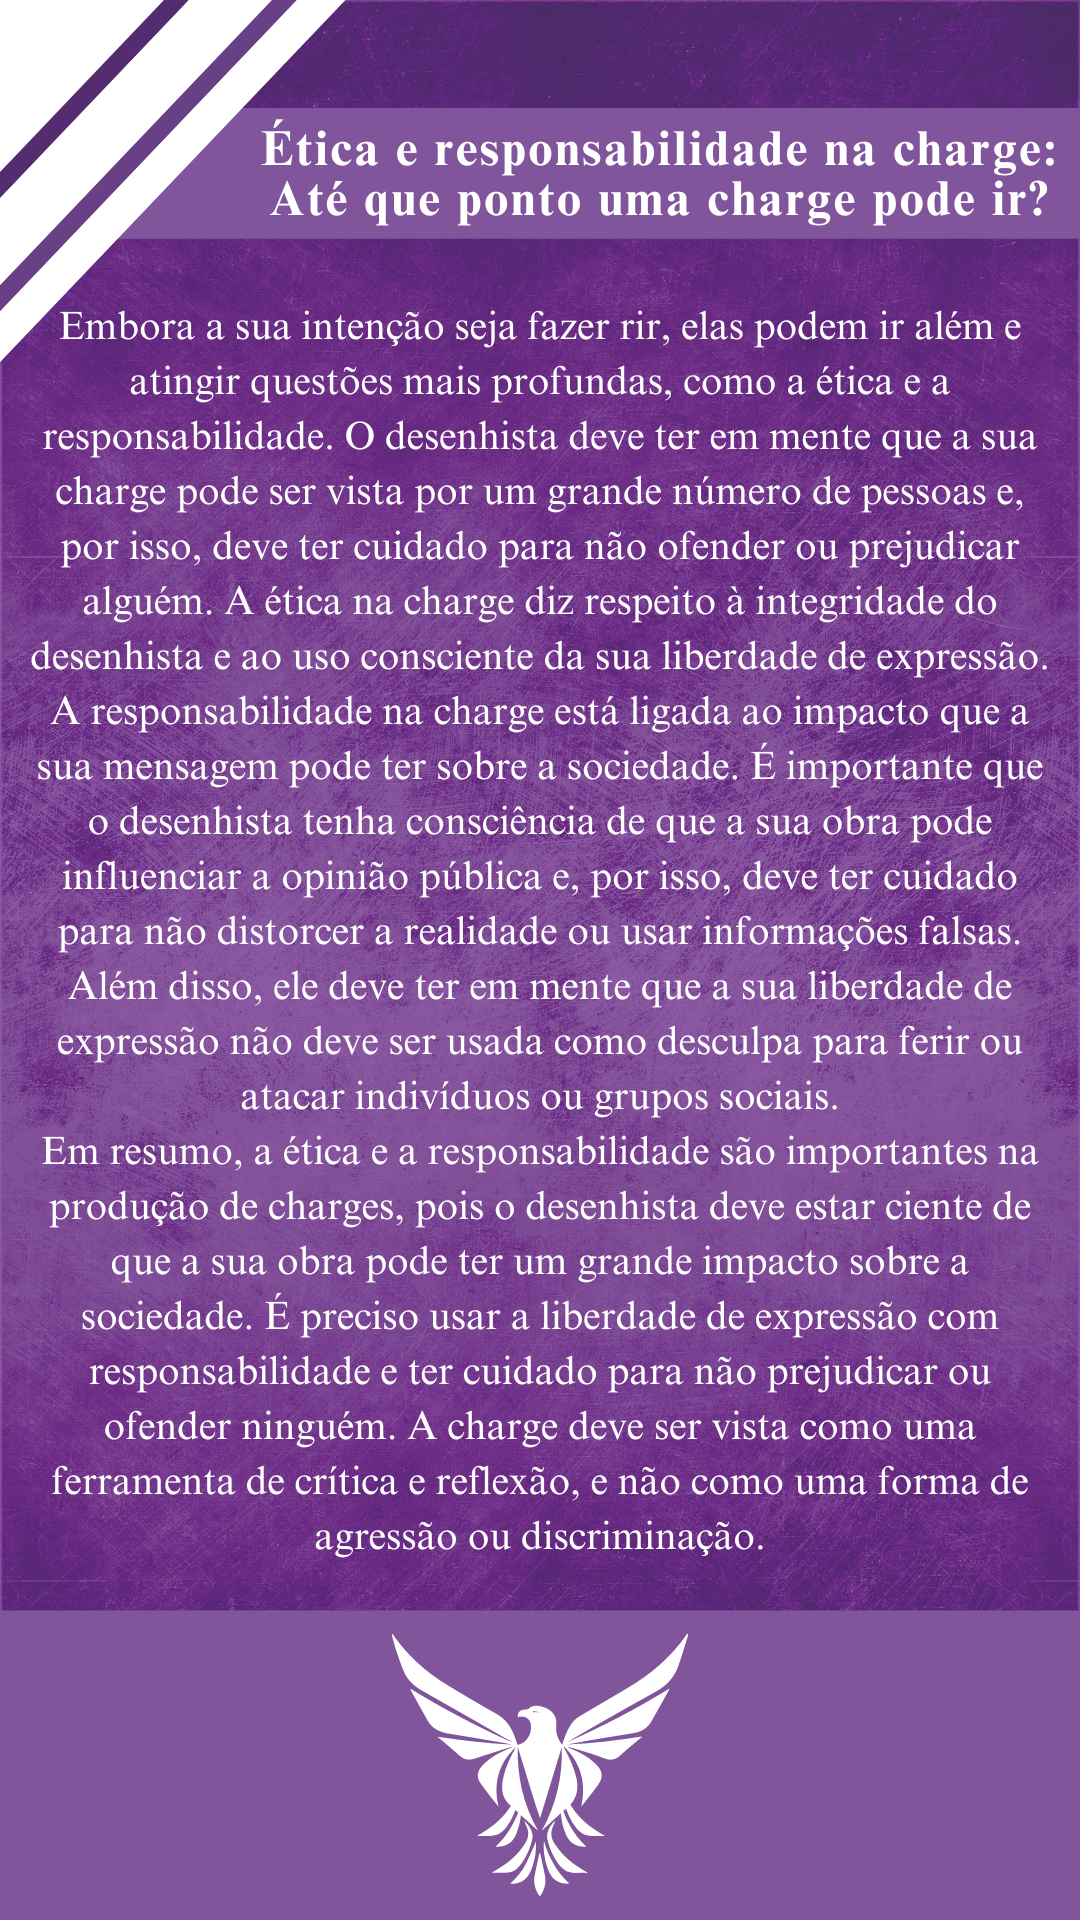 Ética e responsabilidade na charge:
Até que ponto uma charge pode ir?
Embora a sua intenção seja fazer rir, elas podem ir além e
atingir questões mais profundas, como a ética e a
responsabilidade. O desenhista deve ter em mente que a sua
charge pode ser vista por um grande número de pessoas e,
por isso, deve ter cuidado para não ofender ou prejudicar
alguém. A ética na charge diz respeito à integridade do
desenhista e ao uso consciente da sua liberdade de expressão.
A responsabilidade na charge está ligada ao impacto que a
sua mensagem pode ter sobre a sociedade. É importante que
o desenhista tenha consciência de que a sua obra pode
influenciar a opinião pública e, por isso, deve ter cuidado
para não distorcer a realidade ou usar informações falsas.
Além disso, ele deve ter em mente que a sua liberdade de
expressão não deve ser usada como desculpa para ferir ou
atacar indivíduos ou grupos sociais.
Em resumo, a ética e a responsabilidade são importantes na
produção de charges, pois o desenhista deve estar ciente de
que a sua obra pode ter um grande impacto sobre a
sociedade. É preciso usar a liberdade de expressão com
responsabilidade e ter cuidado para não prejudicar ou
ofender ninguém. A charge deve ser vista como uma
ferramenta de crítica e reflexão, e não como uma forma de
agressão ou discriminação.